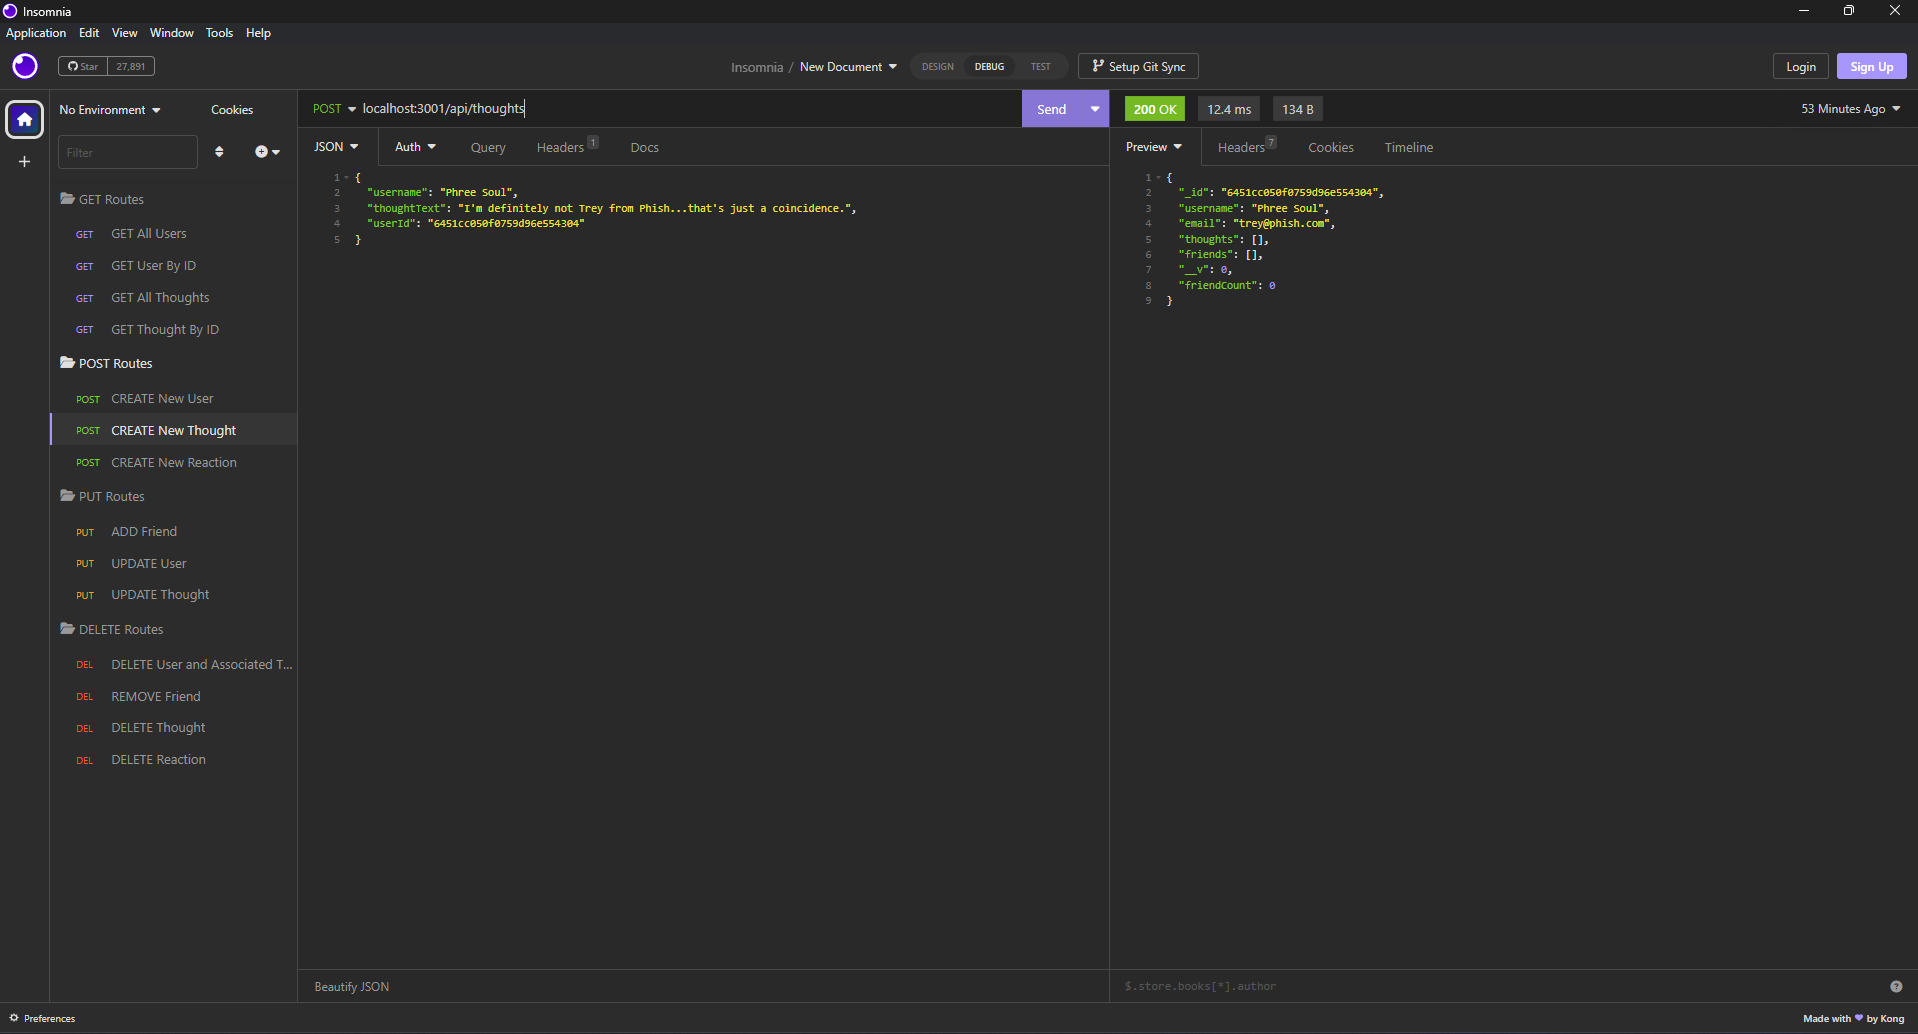 Insomnia
Application Edit View Window Tools Help
Star 27,891
Insomnia / New Document
DESIGN DEBUG TEST
Setup Git Sync
Login
Sign Up
No Environment
Cookies
Filter
GET Routes
GET GET All Users
GET GET User By ID
GET GET All Thoughts
GET GET Thought By ID
POST Routes
POST CREATE New User
POST CREATE New Thought
POST CREATE New Reaction
PUT Routes
PUT ADD Friend
PUT UPDATE User
PUT UPDATE Thought
DELETE Routes
DEL DELETE User and Associated T...
DEL REMOVE Friend
DEL DELETE Thought
DEL DELETE Reaction
POST localhost:3001/api/thoughts
Send
JSON Auth Query Headers 1 Docs
1 {
2 "username": "Phree Soul",
3 "thoughtText": "I'm definitely not Trey from Phish...that's just a coincidence.",
4 "userId": "6451cc050f0759d96e554304"
5 }
Beautify JSON
200 OK 12.4 ms 134 B
53 Minutes Ago
Preview Headers 7 Cookies Timeline
1 {
2 "_id": "6451cc050f0759d96e554304",
3 "username": "Phree Soul",
4 "email": "trey@phish.com",
5 "thoughts": [],
6 "friends": [],
7 "__v": 0,
8 "friendCount": 0
9 }
$.store.books[*].author
?
Preferences
Made with by Kong